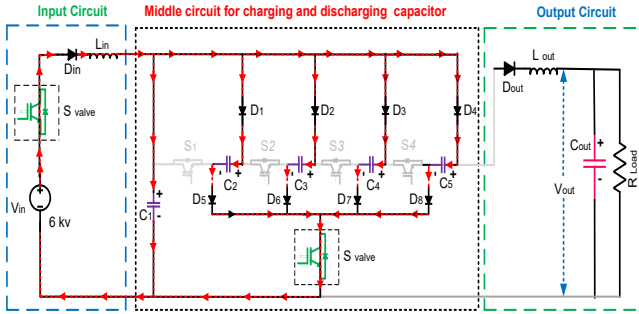 Input Circuit
Middle circuit for charging and discharging capacitor
Output Circuit
Lin
Din
S valve
Vin
6 kv
C1
D1
D2
D3
D4
S1
S2
S3
S4
C2
C3
C4
C5
D5
D6
D7
D8
S valve
L out
Dout
Cout
Vout
R Load
+
-
+
-
+
-
+
-
+
-
+
-
+
-